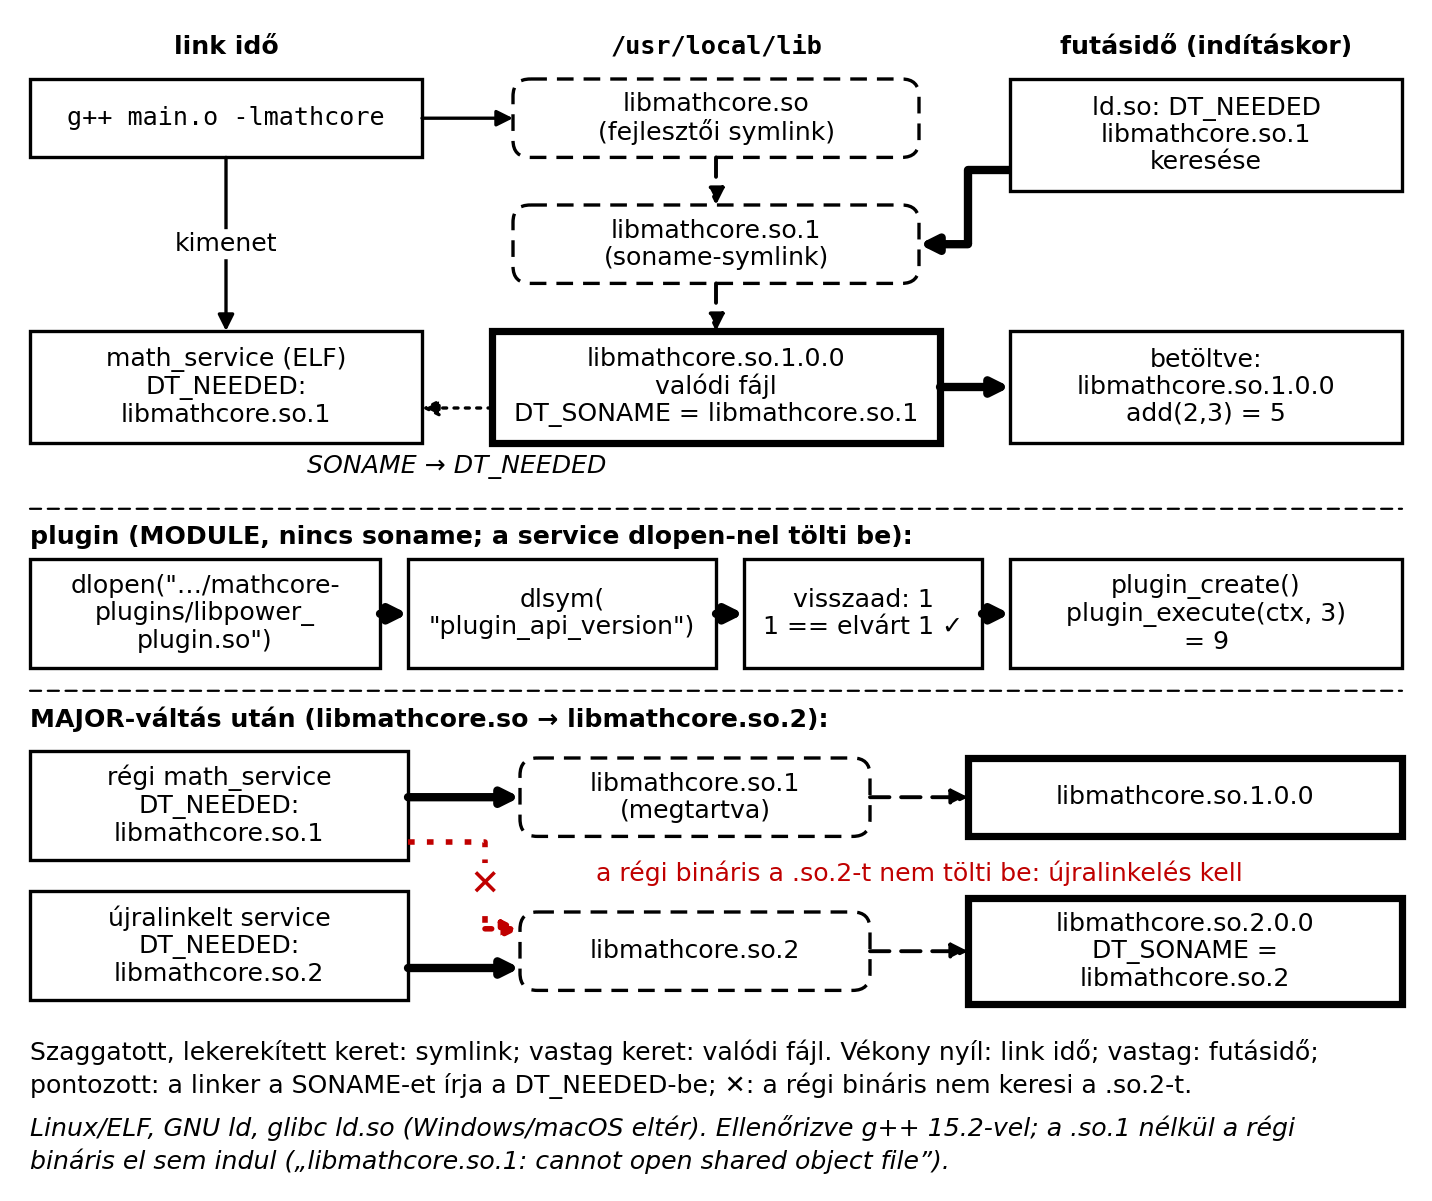 link idő
/usr/local/lib
futásidő (indításkor)
g++ main.o -lmathcore
libmathcore.so
(fejlesztői symlink)
ld.so: DT_NEEDED
libmathcore.so.1
keresése
kimenet
libmathcore.so.1
(soname-symlink)
math_service (ELF)
DT_NEEDED:
libmathcore.so.1
libmathcore.so.1.0.0
valódi fájl
DT_SONAME = libmathcore.so.1
betöltve:
libmathcore.so.1.0.0
add(2,3) = 5
SONAME → DT_NEEDED
plugin (MODULE, nincs soname; a service dlopen-nel tölti be):
dlopen("…/mathcore-
plugins/libpower_
plugin.so")
dlsym(
"plugin_api_version")
visszaad: 1
1 == elvárt 1 ✓
plugin_create()
plugin_execute(ctx, 3)
= 9
MAJOR-váltás után (libmathcore.so → libmathcore.so.2):
régi math_service
DT_NEEDED:
libmathcore.so.1
libmathcore.so.1
(megtartva)
libmathcore.so.1.0.0
✕
a régi bináris a .so.2-t nem tölti be: újralinkelés kell
újralinkelt service
DT_NEEDED:
libmathcore.so.2
libmathcore.so.2
libmathcore.so.2.0.0
DT_SONAME =
libmathcore.so.2
Szaggatott, lekerekített keret: symlink; vastag keret: valódi fájl. Vékony nyíl: link idő; vastag: futásidő;
pontozott: a linker a SONAME-et írja a DT_NEEDED-be; ✕: a régi bináris nem keresi a .so.2-t.
Linux/ELF, GNU ld, glibc ld.so (Windows/macOS eltér). Ellenőrizve g++ 15.2-vel; a .so.1 nélkül a régi
bináris el sem indul („libmathcore.so.1: cannot open shared object file”).